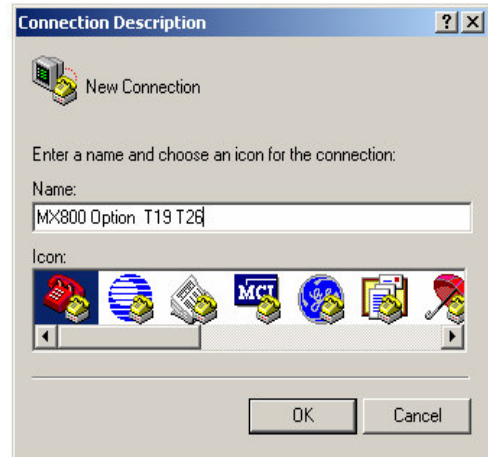 Connection Description
New Connection
Enter a name and choose an icon for the connection:
Name:
MX800 Option  T19 T26
Icon:
MCI
OK
Cancel